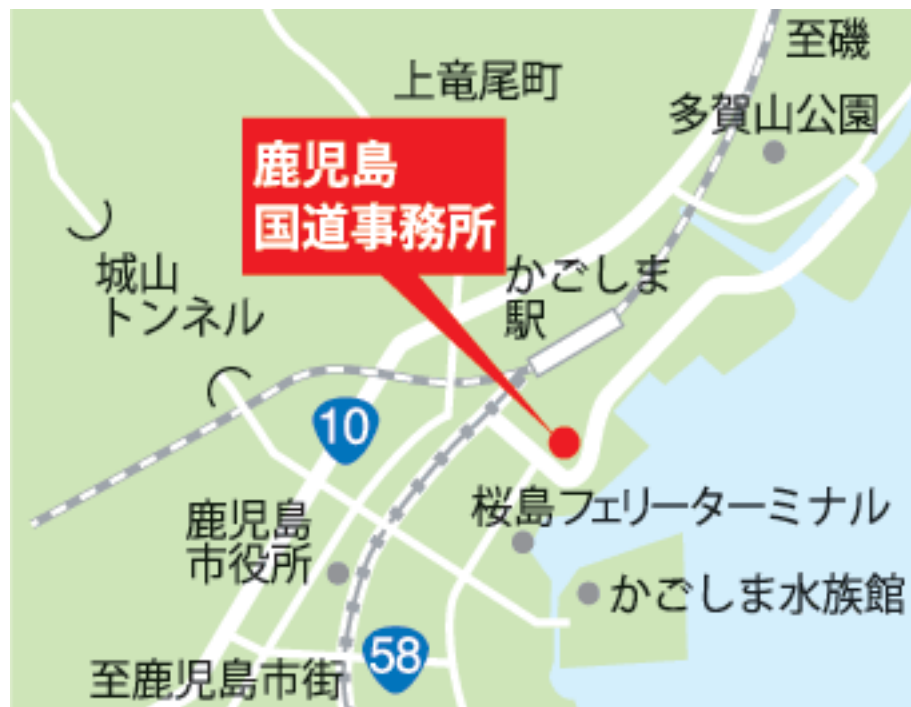 至磯
上竜尾町
多賀山公園
鹿児島
国道事務所
城山
トンネル
かごしま
駅
10
桜島フェリーターミナル
鹿児島
市役所
かごしま水族館
58
至鹿児島市街